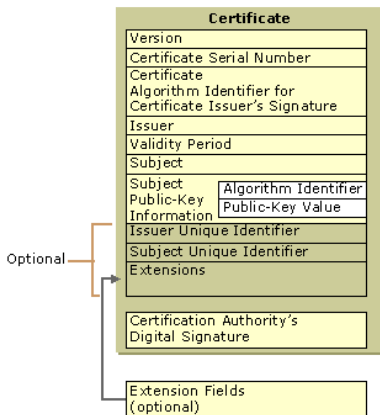 Certificate
Version
Certificate Serial Number
Certificate
Algorithm Identifier for
Certificate Issuer's Signature
Issuer
Validity Period
Subject
Subject
Public-Key
Information
Algorithm Identifier
Public-Key Value
Optional
Issuer Unique Identifier
Subject Unique Identifier
Extensions
Certification Authority's
Digital Signature
Extension Fields
(optional)